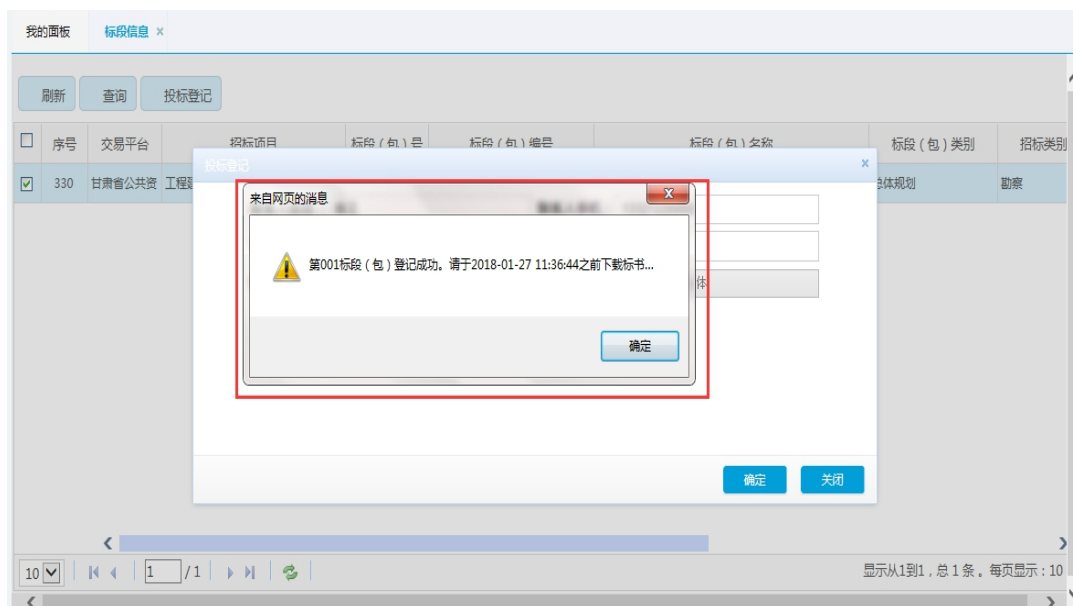 我的面板 标段信息 ×
刷新 查询 投标登记
序号 交易平台 招标项目 标段（包）号 标段（包）编号 标段（包）名称 标段（包）类别 招标类别
投标登记 ×
330 甘肃省公共资 工程建 总体规划 勘察
来自网页的消息
第001标段（包）登记成功。请于2018-01-27 11:36:44之前下载标书...
体
确定
确定 关闭
10 1 /1 显示从1到1，总 1 条。每页显示：10